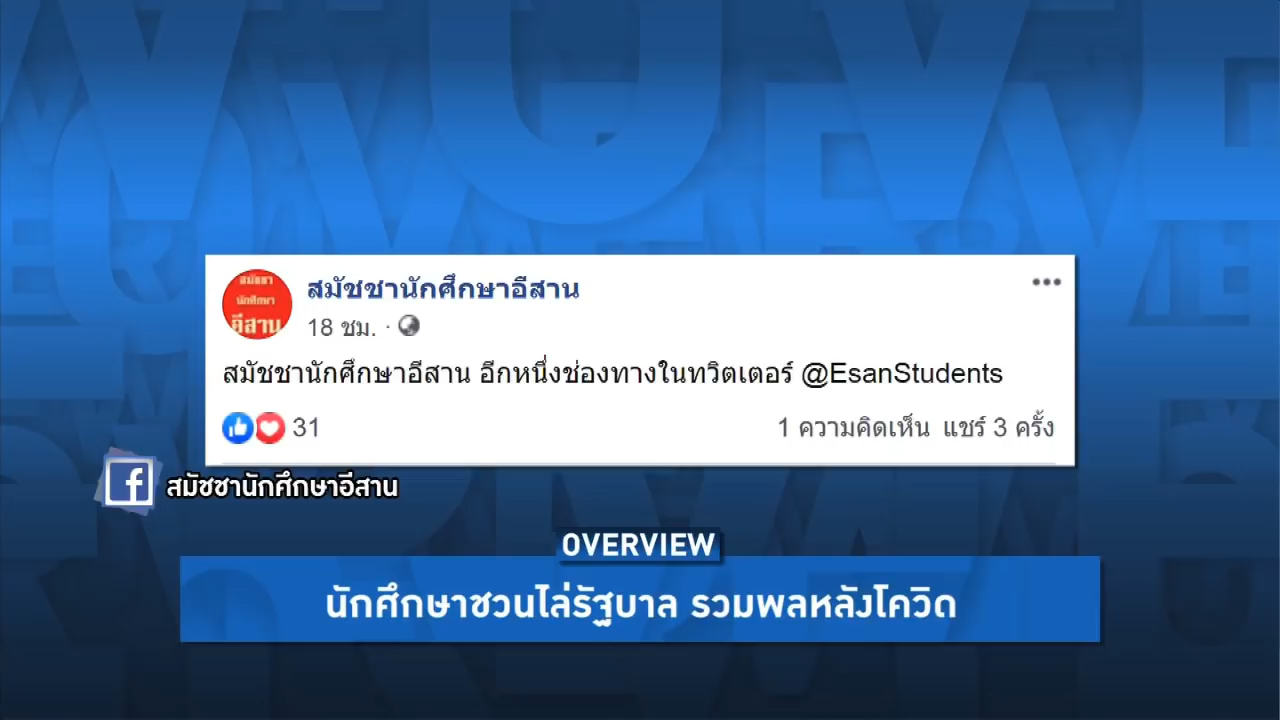 สมัชชา
นักศึกษา
อีสาน
สมัชชานักศึกษาอีสาน
18 ชม. ·
สมัชชานักศึกษาอีสาน อีกหนึ่งช่องทางในทวิตเตอร์ @EsanStudents
31
1 ความคิดเห็น แชร์ 3 ครั้ง
f สมัชชานักศึกษาอีสาน
OVERVIEW
นักศึกษาชวนไล่รัฐบาล รวมพลหลังโควิด